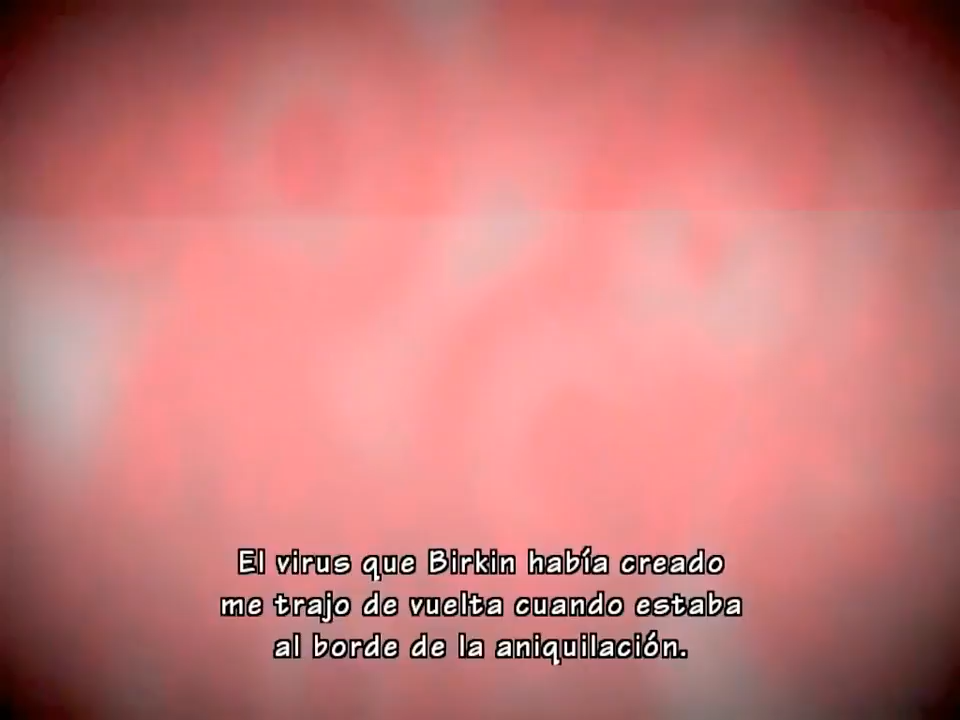 El virus que Birkin había creado
me trajo de vuelta cuando estaba
al borde de la aniquilación.